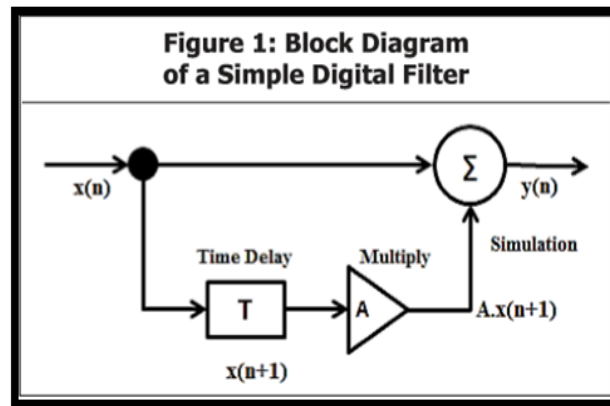 Figure 1: Block Diagram
of a Simple Digital Filter
Σ
x(n)
y(n)
Time Delay
Multiply
Simulation
T
A
A.x(n+1)
x(n+1)